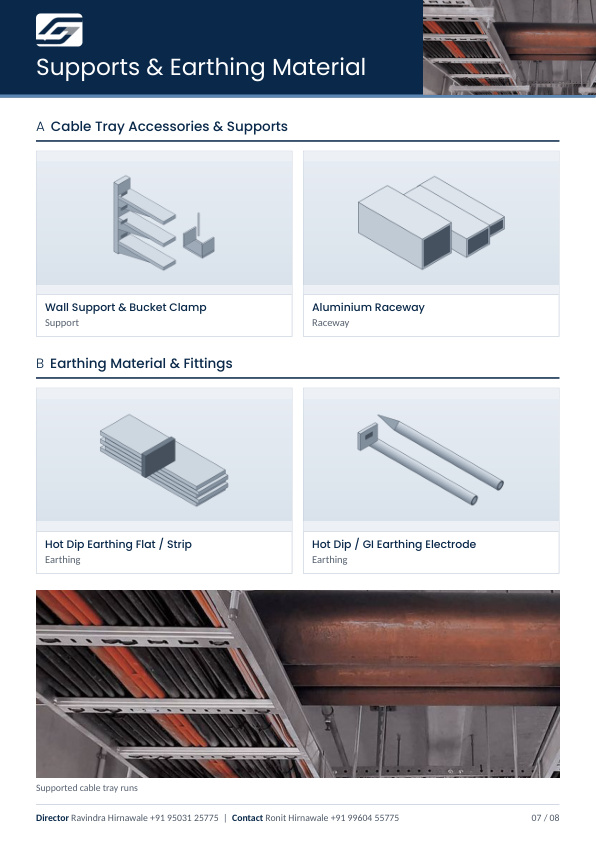 Supports & Earthing Material
A Cable Tray Accessories & Supports
Wall Support & Bucket Clamp
Support
Aluminium Raceway
Raceway
B Earthing Material & Fittings
Hot Dip Earthing Flat / Strip
Earthing
Hot Dip / GI Earthing Electrode
Earthing
Supported cable tray runs
Director Ravindra Hirnawale +91 95031 25775 | Contact Ronit Hirnawale +91 99604 55775
07 / 08